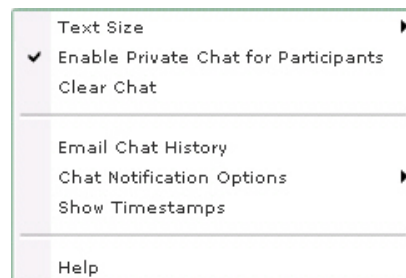 Text Size
Enable Private Chat for Participants
Clear Chat
Email Chat History
Chat Notification Options
Show Timestamps
Help